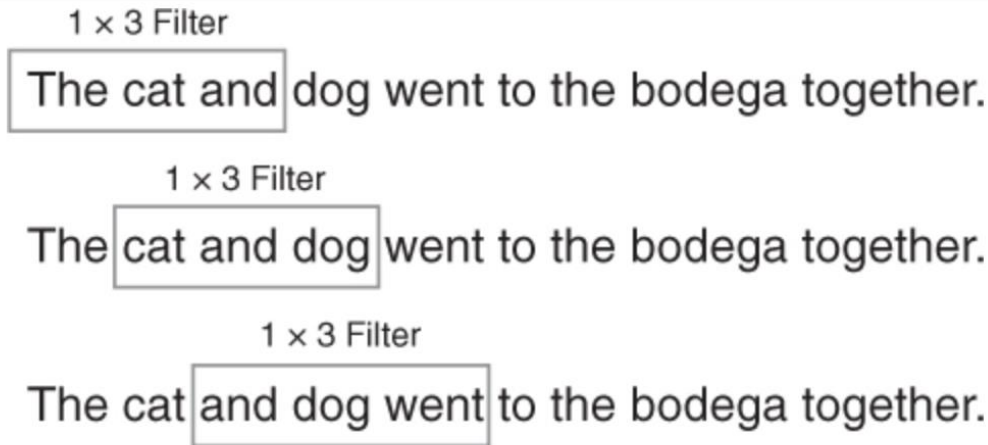 1 × 3 Filter
The cat and dog went to the bodega together.
1 × 3 Filter
The cat and dog went to the bodega together.
1 × 3 Filter
The cat and dog went to the bodega together.